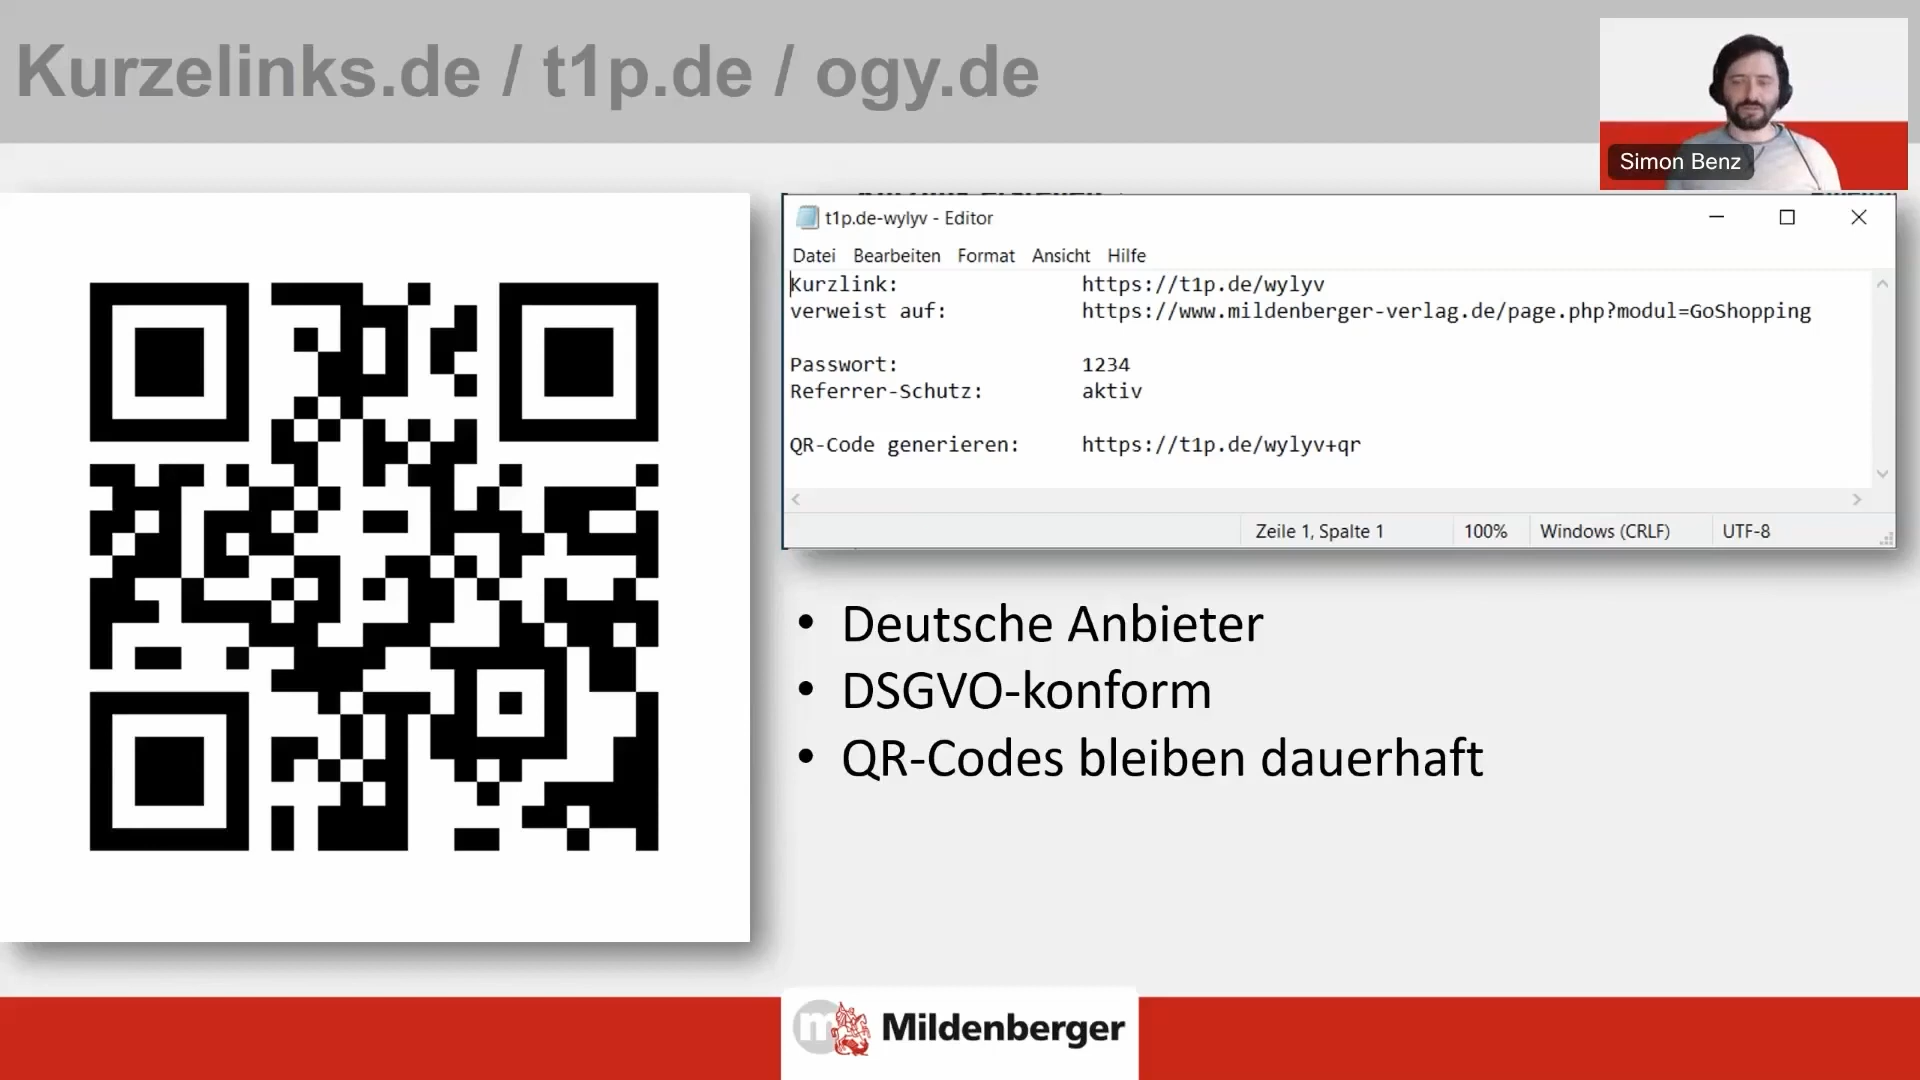 Kurzelinks.de / t1p.de / ogy.de
Simon Benz
t1p.de-wylyv - Editor
Datei Bearbeiten Format Ansicht Hilfe
Kurzlink: https://t1p.de/wylyv
verweist auf: https://www.mildenberger-verlag.de/page.php?modul=GoShopping
Passwort: 1234
Referrer-Schutz: aktiv
QR-Code generieren: https://t1p.de/wylyv+qr
Zeile 1, Spalte 1 100% Windows (CRLF) UTF-8
• Deutsche Anbieter
• DSGVO-konform
• QR-Codes bleiben dauerhaft
m Mildenberger